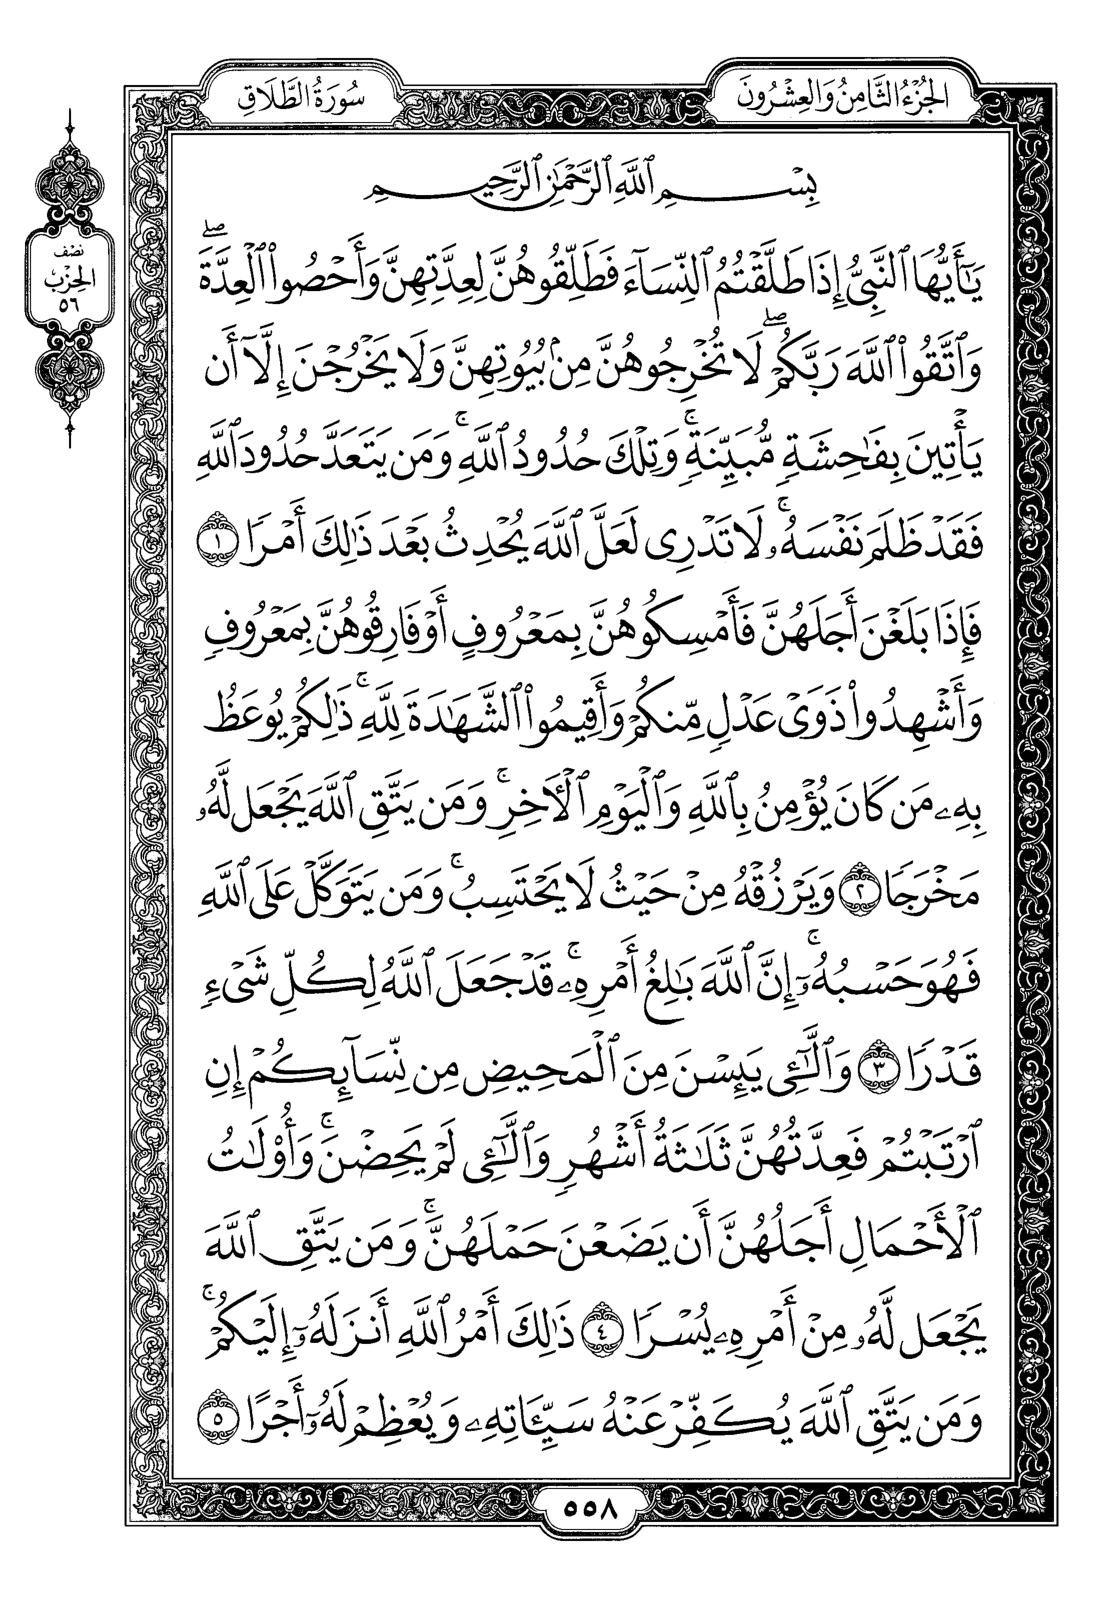 الجُزْءُ الثَّامِنُ وَالعِشْرُونَ
سُورَةُ الطَّلَاقِ
نصف
الحِزْب
٥٦
بِسْمِ ٱللَّهِ ٱلرَّحْمَٰنِ ٱلرَّحِيمِ
يَٰٓأَيُّهَا ٱلنَّبِيُّ إِذَا طَلَّقْتُمُ ٱلنِّسَآءَ فَطَلِّقُوهُنَّ لِعِدَّتِهِنَّ وَأَحْصُوا۟ ٱلْعِدَّةَۖ
وَٱتَّقُوا۟ ٱللَّهَ رَبَّكُمْۖ لَا تُخْرِجُوهُنَّ مِنۢ بُيُوتِهِنَّ وَلَا يَخْرُجْنَ إِلَّآ أَن
يَأْتِينَ بِفَٰحِشَةٍ مُّبَيِّنَةٍۚ وَتِلْكَ حُدُودُ ٱللَّهِۚ وَمَن يَتَعَدَّ حُدُودَ ٱللَّهِ
فَقَدْ ظَلَمَ نَفْسَهُۥۚ لَا تَدْرِى لَعَلَّ ٱللَّهَ يُحْدِثُ بَعْدَ ذَٰلِكَ أَمْرًا ١
فَإِذَا بَلَغْنَ أَجَلَهُنَّ فَأَمْسِكُوهُنَّ بِمَعْرُوفٍ أَوْ فَارِقُوهُنَّ بِمَعْرُوفٍ
وَأَشْهِدُوا۟ ذَوَىْ عَدْلٍ مِّنكُمْ وَأَقِيمُوا۟ ٱلشَّهَٰدَةَ لِلَّهِۚ ذَٰلِكُمْ يُوعَظُ
بِهِۦ مَن كَانَ يُؤْمِنُ بِٱللَّهِ وَٱلْيَوْمِ ٱلْأَخِرِۚ وَمَن يَتَّقِ ٱللَّهَ يَجْعَل لَّهُۥ
مَخْرَجًا ٢ وَيَرْزُقْهُ مِنْ حَيْثُ لَا يَحْتَسِبُۚ وَمَن يَتَوَكَّلْ عَلَى ٱللَّهِ
فَهُوَ حَسْبُهُۥٓۚ إِنَّ ٱللَّهَ بَٰلِغُ أَمْرِهِۦۚ قَدْ جَعَلَ ٱللَّهُ لِكُلِّ شَىْءٍ
قَدْرًا ٣ وَٱلَّٰٓـِٔى يَئِسْنَ مِنَ ٱلْمَحِيضِ مِن نِّسَآئِكُمْ إِنِ
ٱرْتَبْتُمْ فَعِدَّتُهُنَّ ثَلَٰثَةُ أَشْهُرٍ وَٱلَّٰٓـِٔى لَمْ يَحِضْنَۚ وَأُو۟لَٰتُ
ٱلْأَحْمَالِ أَجَلُهُنَّ أَن يَضَعْنَ حَمْلَهُنَّۚ وَمَن يَتَّقِ ٱللَّهَ
يَجْعَل لَّهُۥ مِنْ أَمْرِهِۦ يُسْرًا ٤ ذَٰلِكَ أَمْرُ ٱللَّهِ أَنزَلَهُۥٓ إِلَيْكُمْۚ
وَمَن يَتَّقِ ٱللَّهَ يُكَفِّرْ عَنْهُ سَيِّـَٔاتِهِۦ وَيُعْظِمْ لَهُۥٓ أَجْرًا ٥
٥٥٨